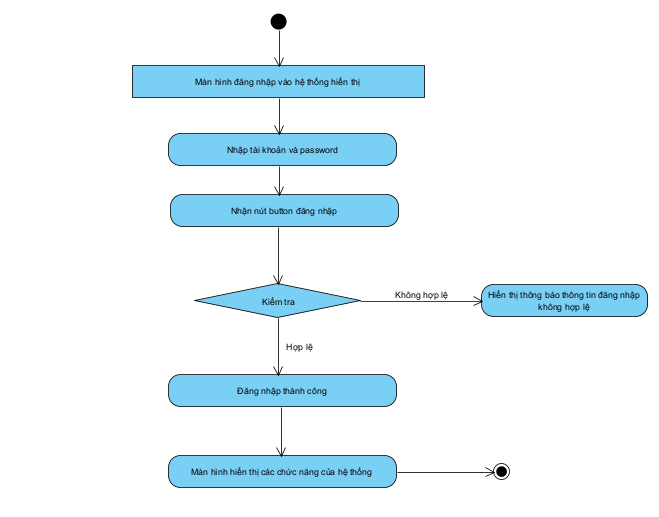 Màn hình đăng nhập vào hệ thống hiển thị
Nhập tài khoản và password
Nhận nút button đăng nhập
Kiểm tra
Không hợp lệ
Hiển thị thông báo thông tin đăng nhập
không hợp lệ
Hợp lệ
Đăng nhập thành công
Màn hình hiển thị các chức năng của hệ thống